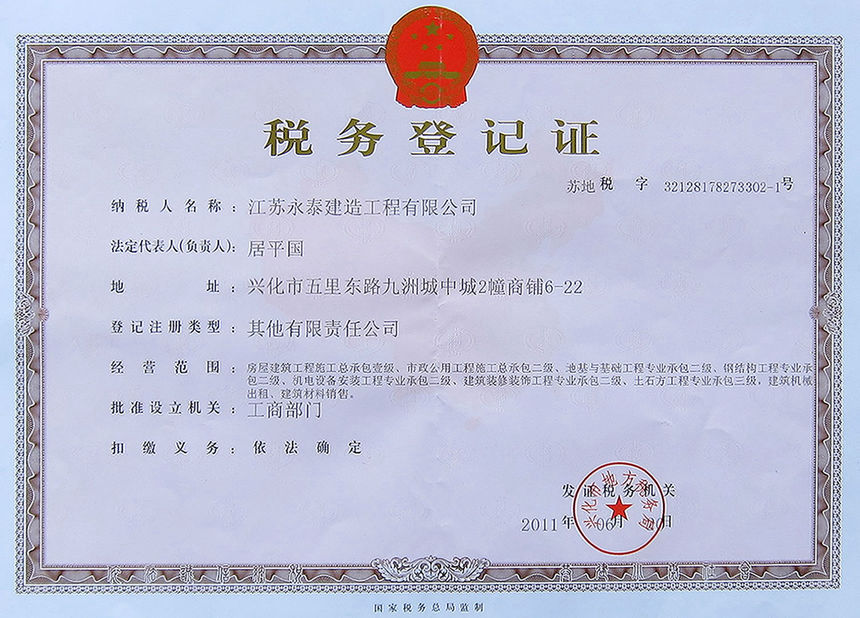 税务登记证
苏地税 字 32128178273302-1号
纳税人名称：江苏永泰建造工程有限公司
法定代表人(负责人)：居平国
地址：兴化市五里东路九洲城中城2幢商铺6-22
登记注册类型：其他有限责任公司
经营范围：房屋建筑工程施工总承包壹级、市政公用工程施工总承包二级、地基与基础工程专业承包二级、钢结构工程专业承
包二级、机电设备安装工程专业承包二级、建筑装修装饰工程专业承包二级、土石方工程专业承包三级，建筑机械
出租、建筑材料销售。
批准设立机关：工商部门
扣缴义务：依法确定
发证税务机关
兴化市地方税务局
2011年06月 日
国家税务总局监制